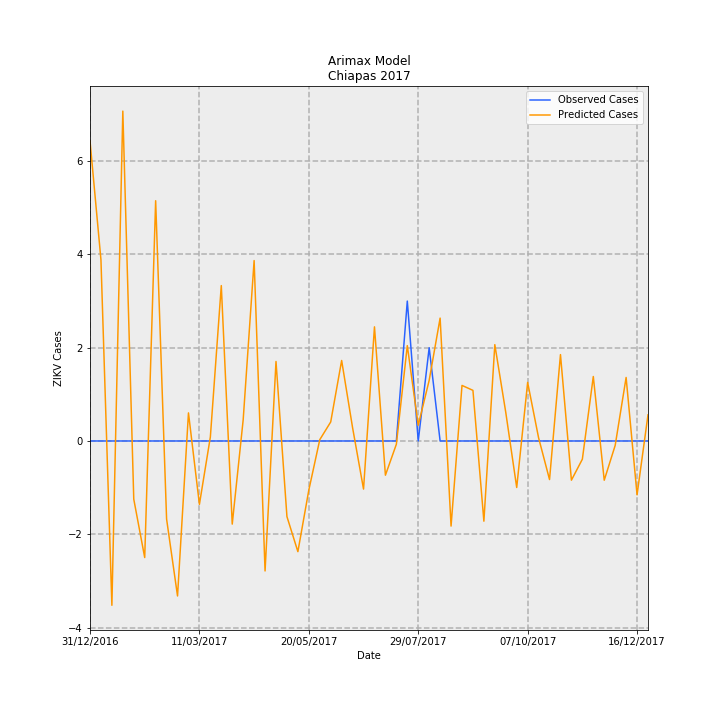 Arimax Model
Chiapas 2017
Observed Cases
Predicted Cases
6
4
2
0
−2
−4
ZIKV Cases
31/12/2016 11/03/2017 20/05/2017 29/07/2017 07/10/2017 16/12/2017
Date